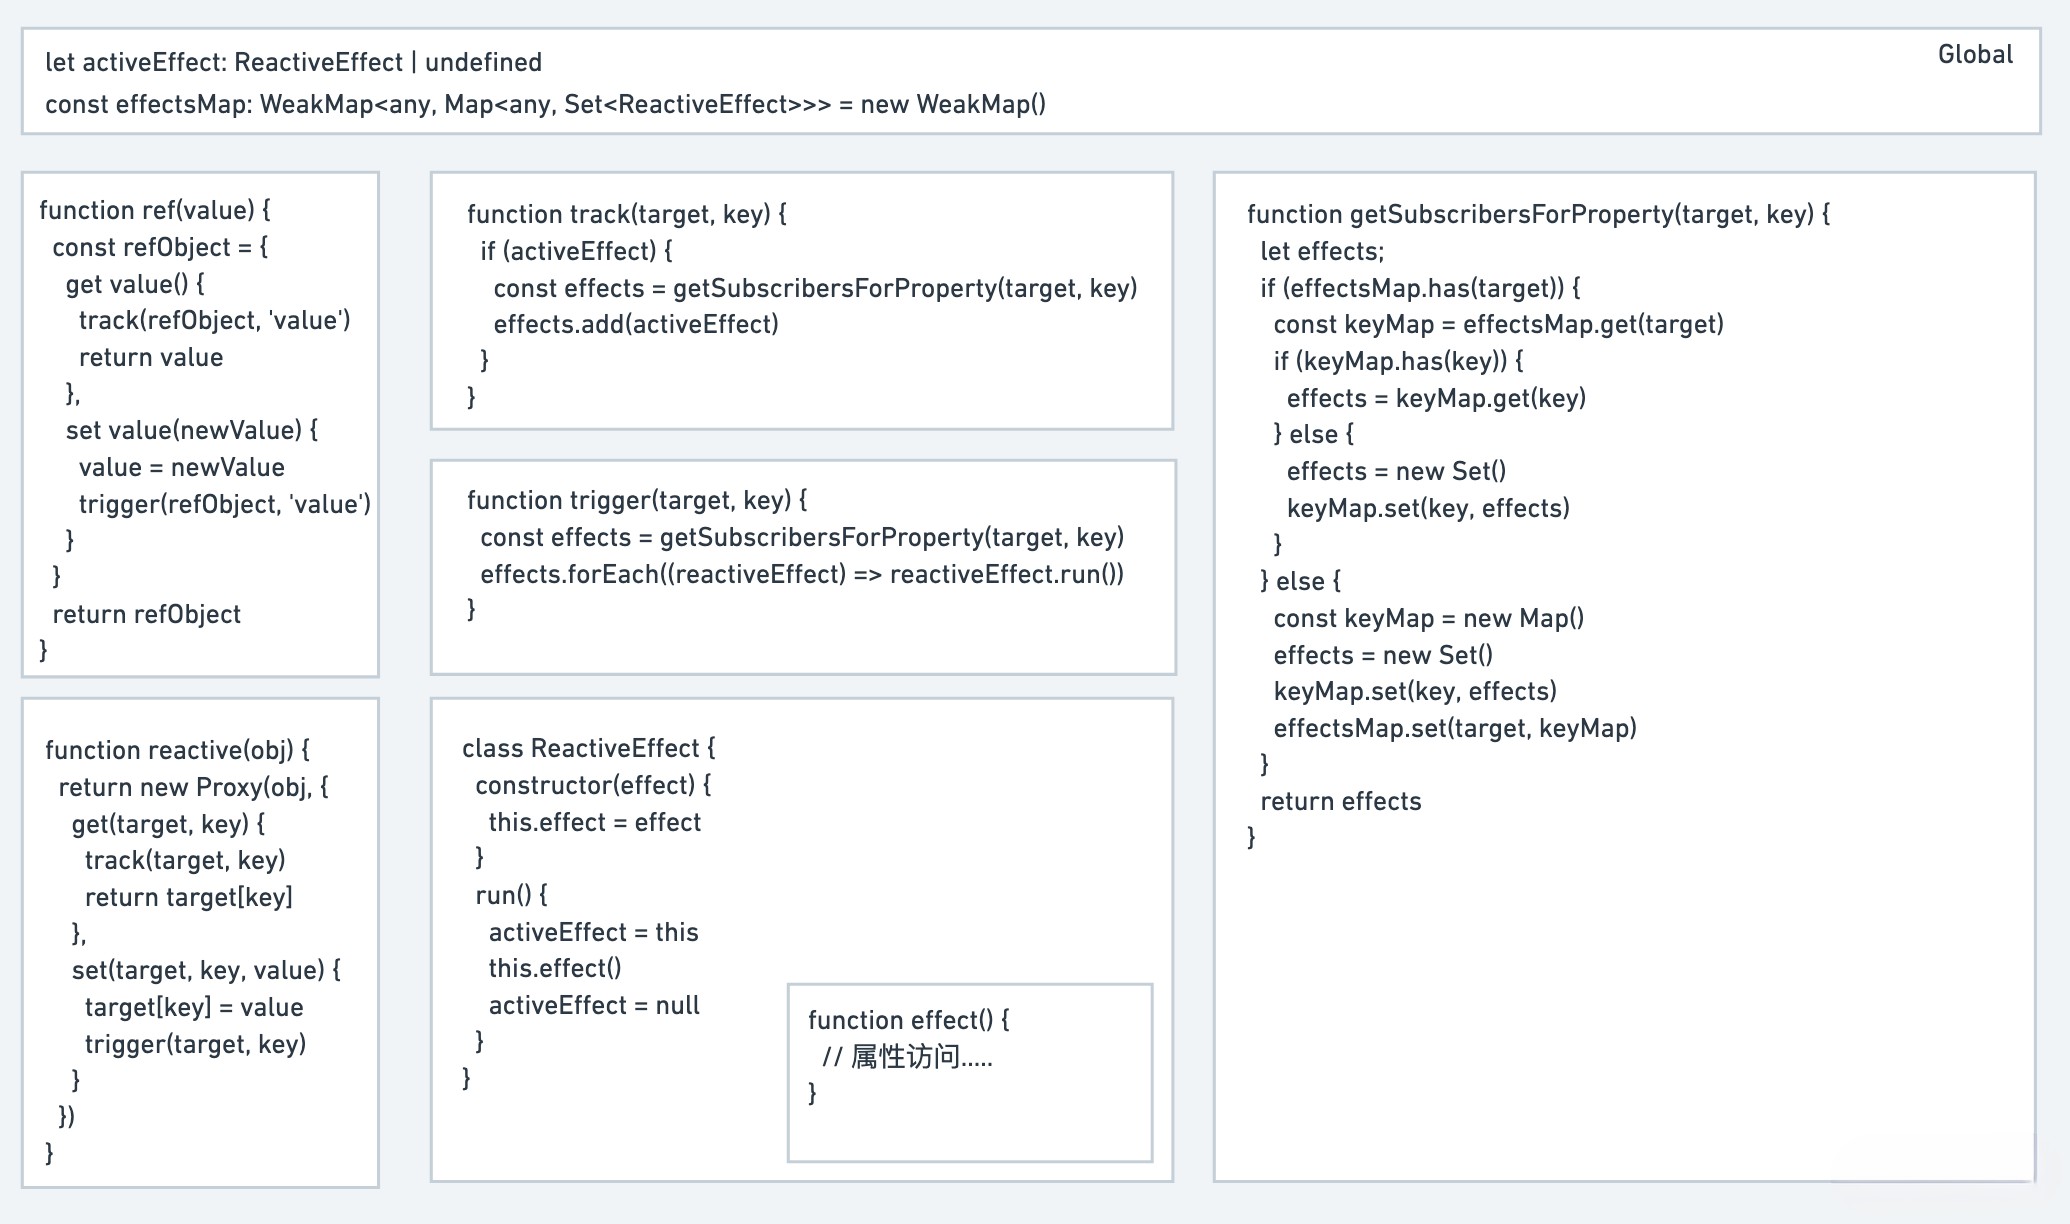 let activeEffect: ReactiveEffect | undefined
Global
const effectsMap: WeakMap<any, Map<any, Set<ReactiveEffect>>> = new WeakMap()
function ref(value) {
const refObject = {
get value() {
track(refObject, 'value')
return value
},
set value(newValue) {
value = newValue
trigger(refObject, 'value')
}
}
return refObject
}
function reactive(obj) {
return new Proxy(obj, {
get(target, key) {
track(target, key)
return target[key]
},
set(target, key, value) {
target[key] = value
trigger(target, key)
}
})
}
function track(target, key) {
if (activeEffect) {
const effects = getSubscribersForProperty(target, key)
effects.add(activeEffect)
}
}
function trigger(target, key) {
const effects = getSubscribersForProperty(target, key)
effects.forEach((reactiveEffect) => reactiveEffect.run())
}
class ReactiveEffect {
constructor(effect) {
this.effect = effect
}
run() {
activeEffect = this
this.effect()
activeEffect = null
}
}
function effect() {
// 属性访问.....
}
function getSubscribersForProperty(target, key) {
let effects;
if (effectsMap.has(target)) {
const keyMap = effectsMap.get(target)
if (keyMap.has(key)) {
effects = keyMap.get(key)
} else {
effects = new Set()
keyMap.set(key, effects)
}
} else {
const keyMap = new Map()
effects = new Set()
keyMap.set(key, effects)
effectsMap.set(target, keyMap)
}
return effects
}